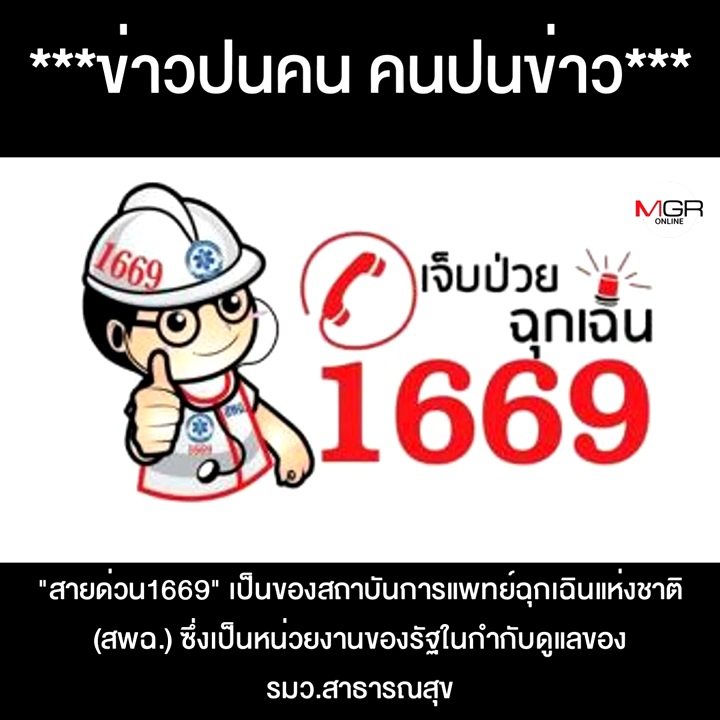 ***ข่าวปนคน คนปนข่าว***
MGR
ONLINE
1669
เจ็บป่วย
ฉุกเฉิน
1669
1669
"สายด่วน1669" เป็นของสถาบันการแพทย์ฉุกเฉินแห่งชาติ
(สพฉ.) ซึ่งเป็นหน่วยงานของรัฐในกำกับดูแลของ
รมว.สาธารณสุข